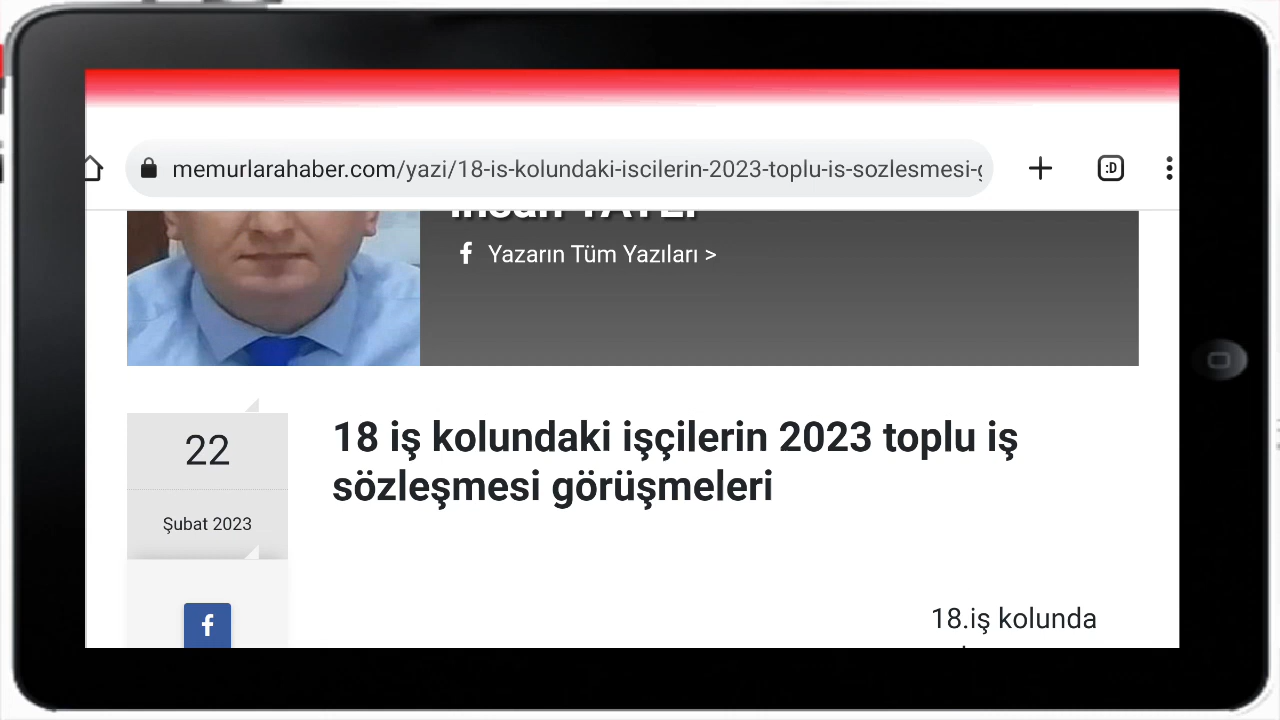 memurlarahaber.com/yazi/18-is-kolundaki-iscilerin-2023-toplu-is-sozlesmesi-
:D
Yazarın Tüm Yazıları >
22
Şubat 2023
18 iş kolundaki işçilerin 2023 toplu iş
sözleşmesi görüşmeleri
18.iş kolunda